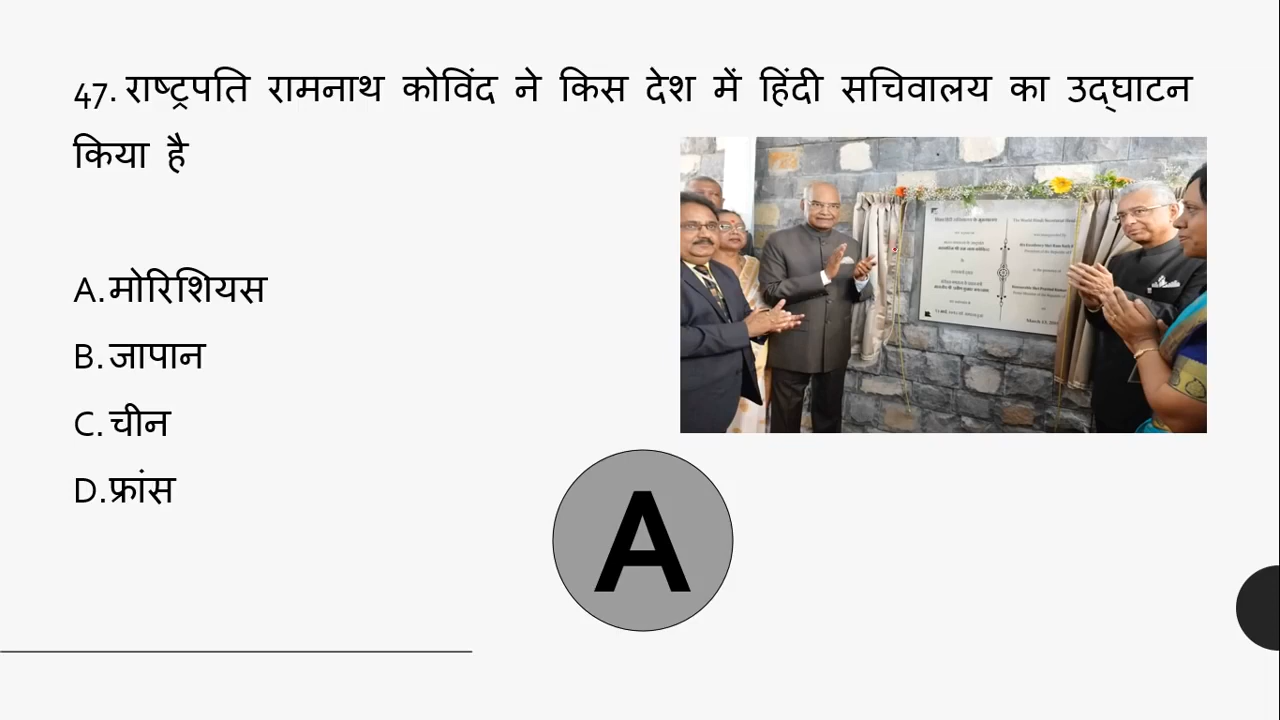 47. राष्ट्रपति रामनाथ कोविंद ने किस देश में हिंदी सचिवालय का उद्घाटन
किया है
A.मोरिशियस
B.जापान
C.चीन
D.फ्रांस
A